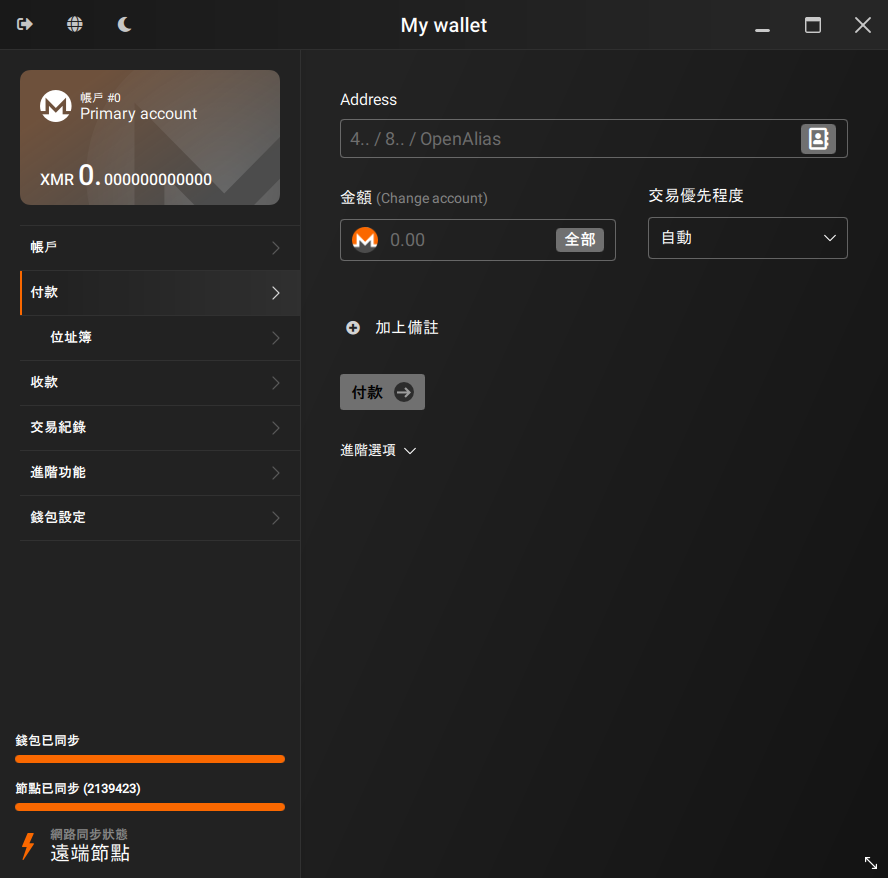 My wallet
帳戶 #0
Primary account
XMR 0.000000000000
帳戶
付款
位址簿
收款
交易紀錄
進階功能
錢包設定
錢包已同步
節點已同步 (2139423)
網路同步狀態
遠端節點
Address
4.. / 8.. / OpenAlias
金額 (Change account)
交易優先程度
0.00
全部
自動
加上備註
付款
進階選項